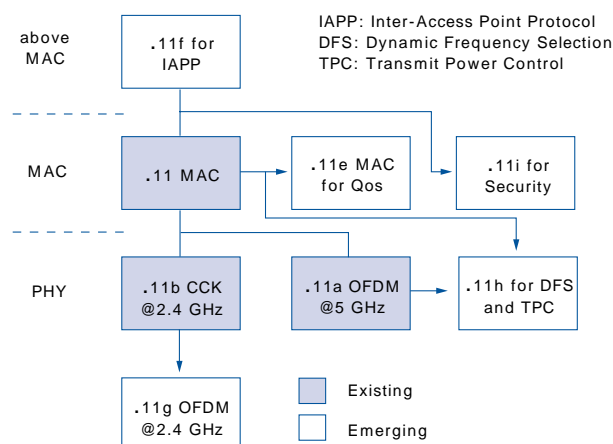 above
MAC
.11f for
IAPP
IAPP: Inter-Access Point Protocol
DFS: Dynamic Frequency Selection
TPC: Transmit Power Control
MAC
.11 MAC
.11e MAC
for Qos
.11i for
Security
PHY
.11b CCK
@2.4 GHz
.11a OFDM
@5 GHz
.11h for DFS
and TPC
.11g OFDM
@2.4 GHz
Existing
Emerging